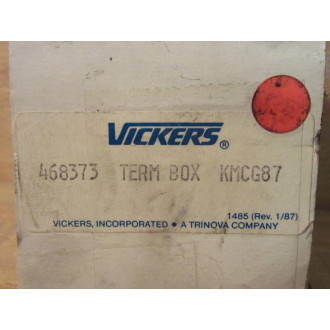 VICKERS®
468373 TERM BOX KMCG87
1485 (Rev. 1/87)
VICKERS, INCORPORATED • A TRINOVA COMPANY